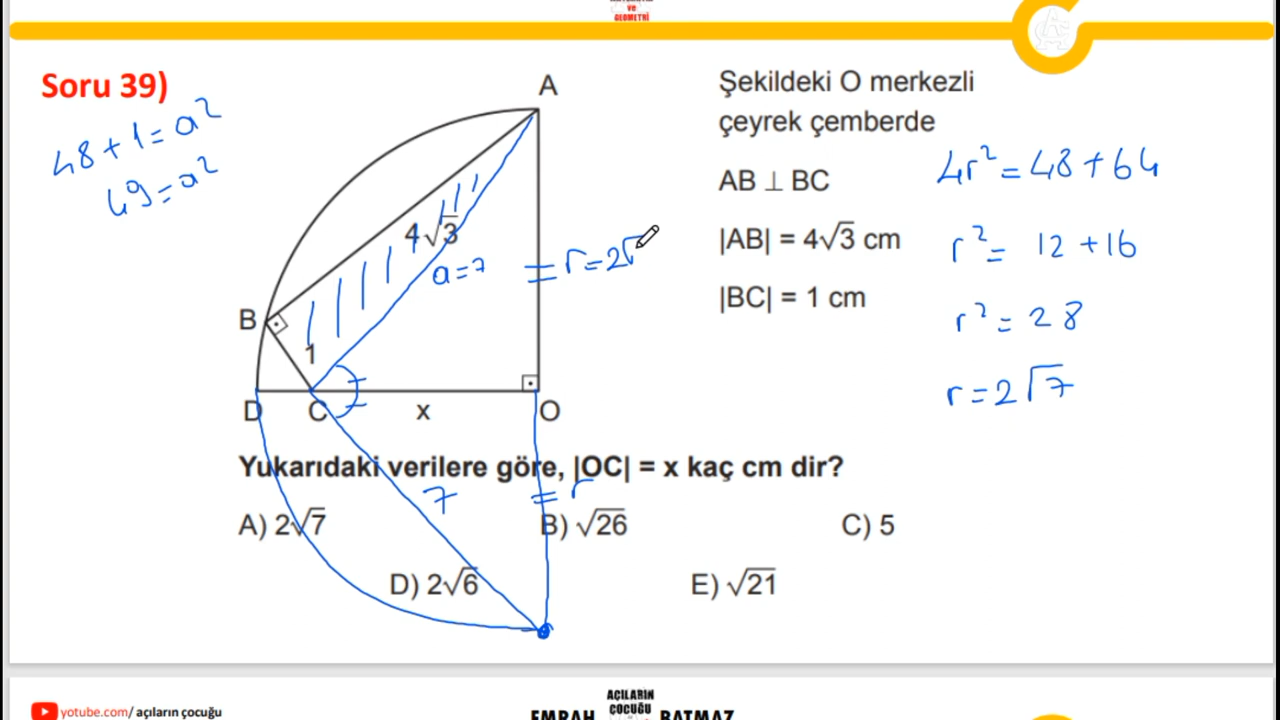 ve
GEOMETRİ
Soru 39)
48+1=a²
49=a²
A
4√3
a=7
=r=2√
B
1
D
C
x
O
7
=r
Şekildeki O merkezli
çeyrek çemberde
AB ⊥ BC
|AB| = 4√3 cm
|BC| = 1 cm
4r²=48+64
r²= 12+16
r²=28
r=2√7
Yukarıdaki verilere göre, |OC| = x kaç cm dir?
A) 2√7
B) √26
C) 5
D) 2√6
E) √21
yotube.com/ açıların çocuğu
AÇILARIN
ÇOCUĞU
EMRAH BATMAZ